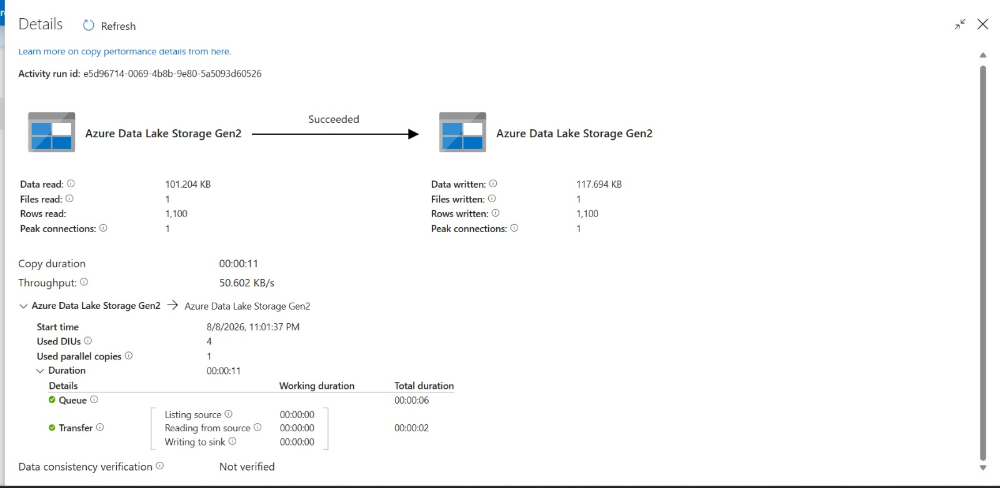 Details Refresh
Learn more on copy performance details from here.
Activity run id: e5d96714-0069-4b8b-9e80-5a5093d60526
Succeeded
Azure Data Lake Storage Gen2 Azure Data Lake Storage Gen2
Data read: 101.204 KB Data written: 117.694 KB
Files read: 1 Files written: 1
Rows read: 1,100 Rows written: 1,100
Peak connections: 1 Peak connections: 1
Copy duration 00:00:11
Throughput: 50.602 KB/s
Azure Data Lake Storage Gen2 → Azure Data Lake Storage Gen2
Start time 8/8/2026, 11:01:37 PM
Used DIUs 4
Used parallel copies 1
Duration 00:00:11
Details Working duration Total duration
Queue 00:00:06
Listing source 00:00:00
Transfer Reading from source 00:00:00 00:00:02
Writing to sink 00:00:00
Data consistency verification Not verified